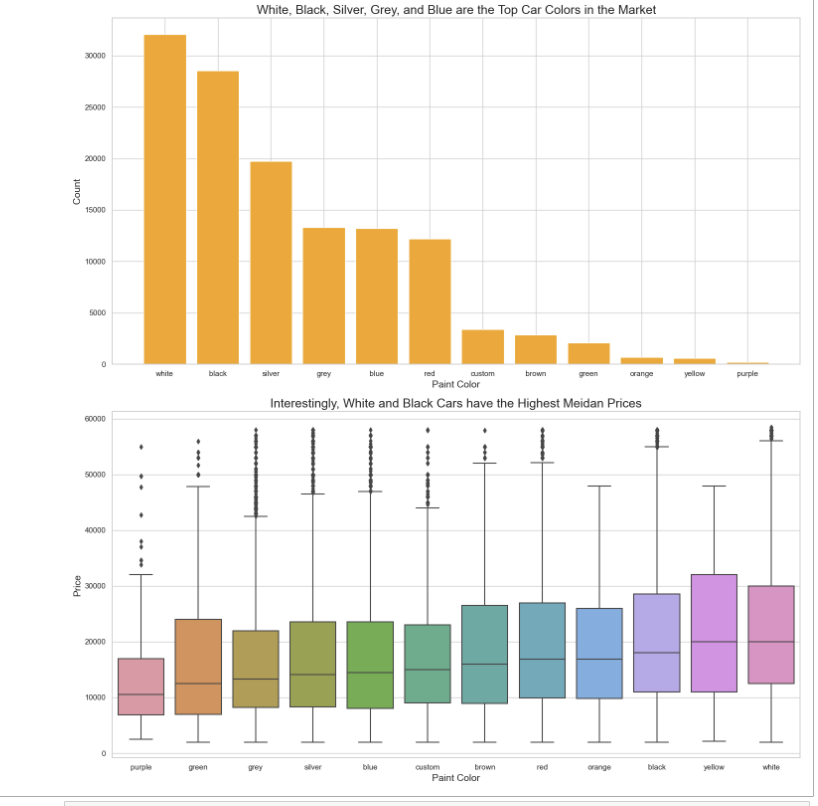 White, Black, Silver, Grey, and Blue are the Top Car Colors in the Market
30000
25000
20000
15000
10000
5000
0
Count
white black silver grey blue red custom brown green orange yellow purple
Paint Color
Interestingly, White and Black Cars have the Highest Meidan Prices
60000
50000
40000
30000
20000
10000
0
Price
purple green grey silver blue custom brown red orange black yellow white
Paint Color